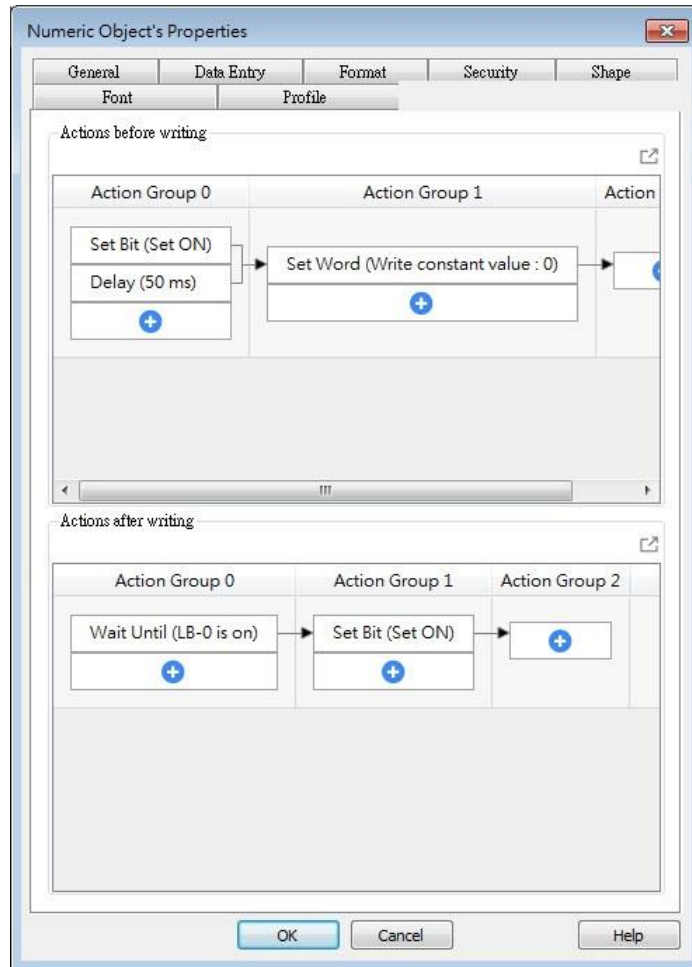 Numeric Object's Properties
General Data Entry Format Security Shape
Font Profile
Actions before writing
Action Group 0 Action Group 1 Action
Set Bit (Set ON)
Delay (50 ms)
Set Word (Write constant value : 0)
Actions after writing
Action Group 0 Action Group 1 Action Group 2
Wait Until (LB-0 is on) Set Bit (Set ON)
OK Cancel Help